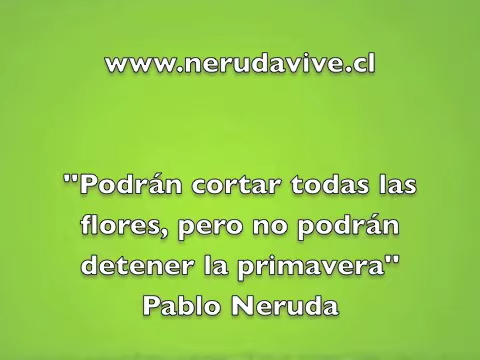 www.nerudavive.cl
"Podrán cortar todas las
flores, pero no podrán
detener la primavera"
Pablo Neruda